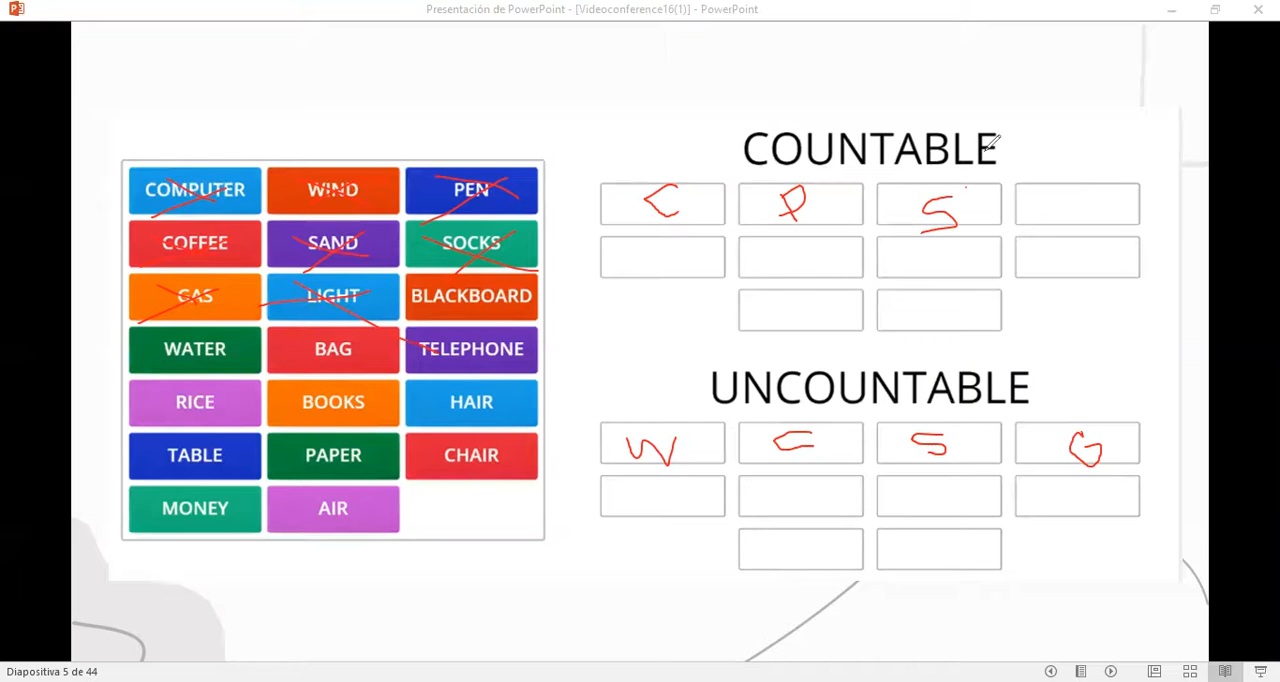 Presentación de PowerPoint - [Videoconference16(1)] - PowerPoint
COUNTABLE
COMPUTER WIND PEN
C P S
COFFEE SAND SOCKS
GAS LIGHT BLACKBOARD
WATER BAG TELEPHONE
UNCOUNTABLE
RICE BOOKS HAIR
W C S G
TABLE PAPER CHAIR
MONEY AIR
Diapositiva 5 de 44